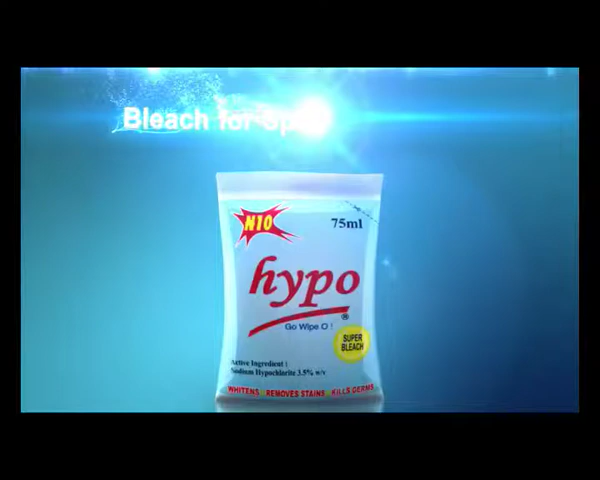 Bleach for Sp
N10
75ml
hypo
®
Go Wipe O !
SUPER
BLEACH
Active Ingredient :
Sodium Hypochlorite 3.5% w/v
WHITENS REMOVES STAINS KILLS GERMS